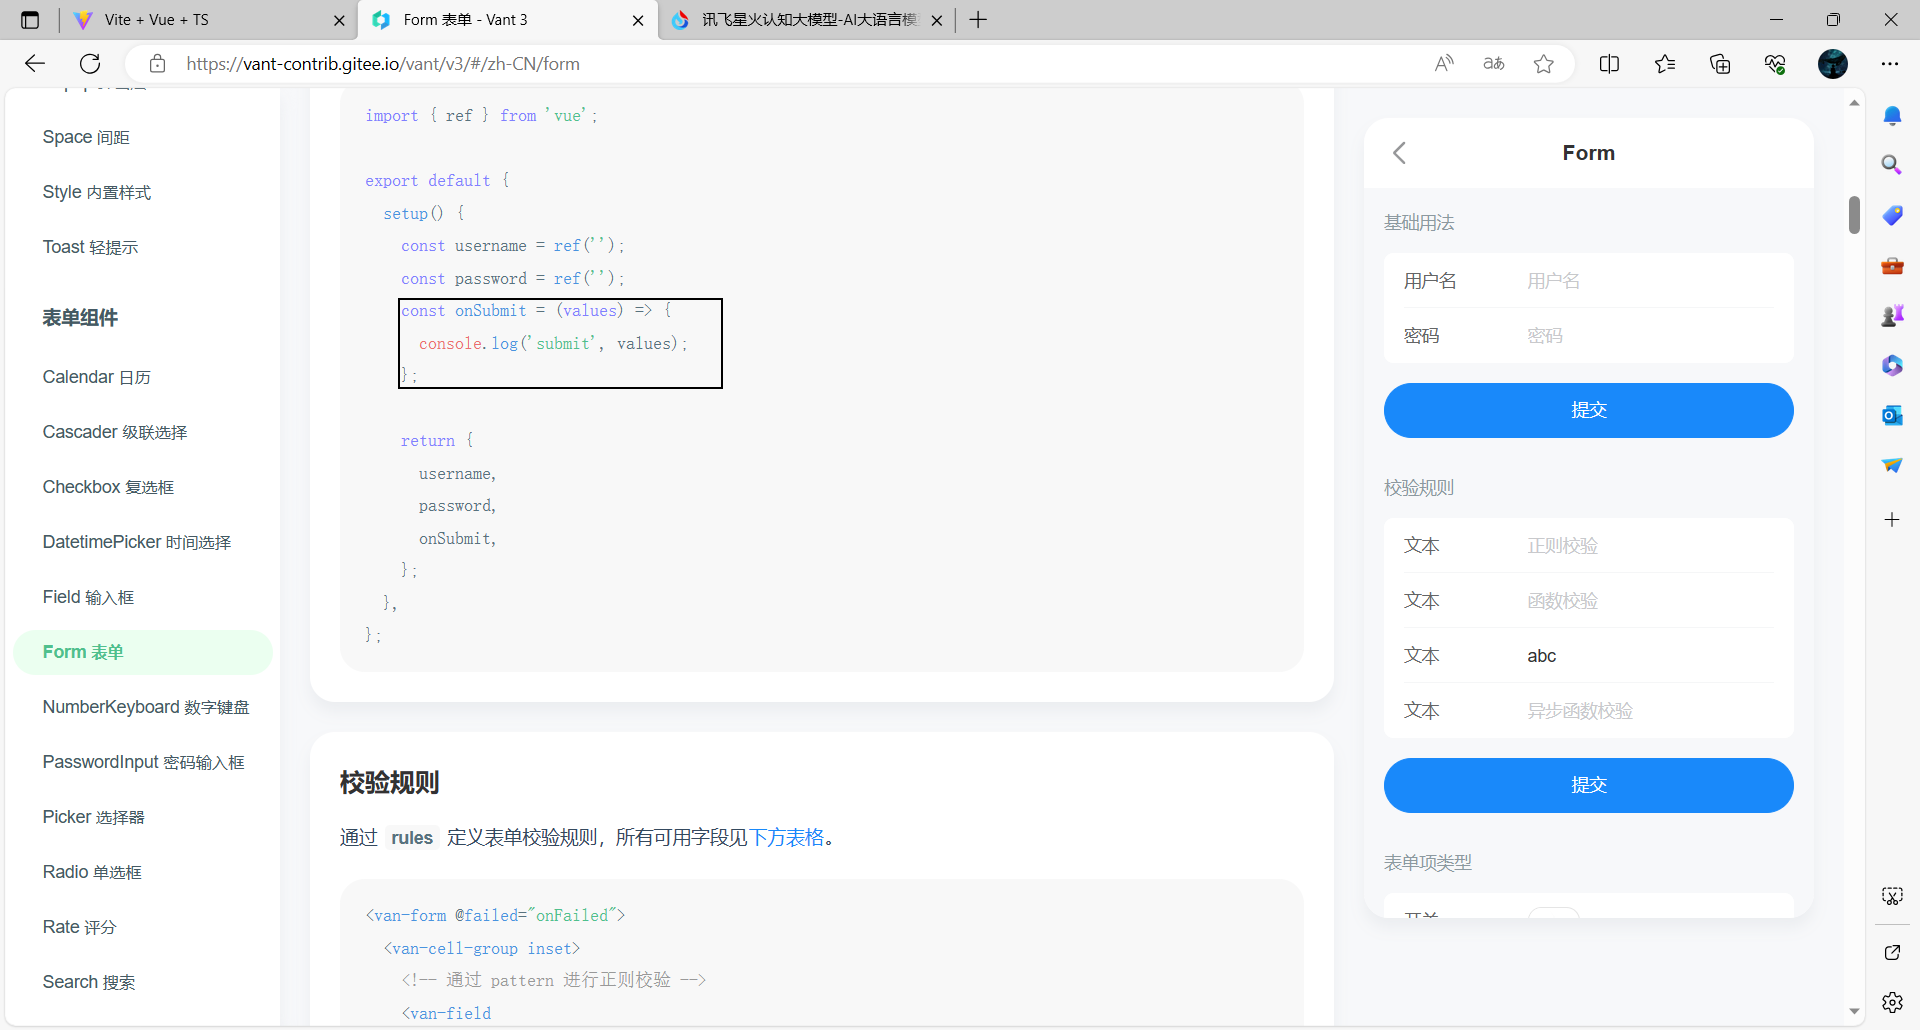 Vite + Vue + TS
Form 表单 - Vant 3
讯飞星火认知大模型-AI大语言模
https://vant-contrib.gitee.io/vant/v3/#/zh-CN/form
Space 间距
Style 内置样式
Toast 轻提示
表单组件
Calendar 日历
Cascader 级联选择
Checkbox 复选框
DatetimePicker 时间选择
Field 输入框
Form 表单
NumberKeyboard 数字键盘
PasswordInput 密码输入框
Picker 选择器
Radio 单选框
Rate 评分
Search 搜索
import { ref } from 'vue';
export default {
setup() {
const username = ref('');
const password = ref('');
const onSubmit = (values) => {
console.log('submit', values);
};
return {
username,
password,
onSubmit,
};
},
};
校验规则
通过 rules 定义表单校验规则，所有可用字段见下方表格。
<van-form @failed="onFailed">
<van-cell-group inset>
<!-- 通过 pattern 进行正则校验 -->
<van-field
Form
基础用法
用户名 用户名
密码 密码
提交
校验规则
文本 正则校验
文本 函数校验
文本 abc
文本 异步函数校验
提交
表单项类型
开关